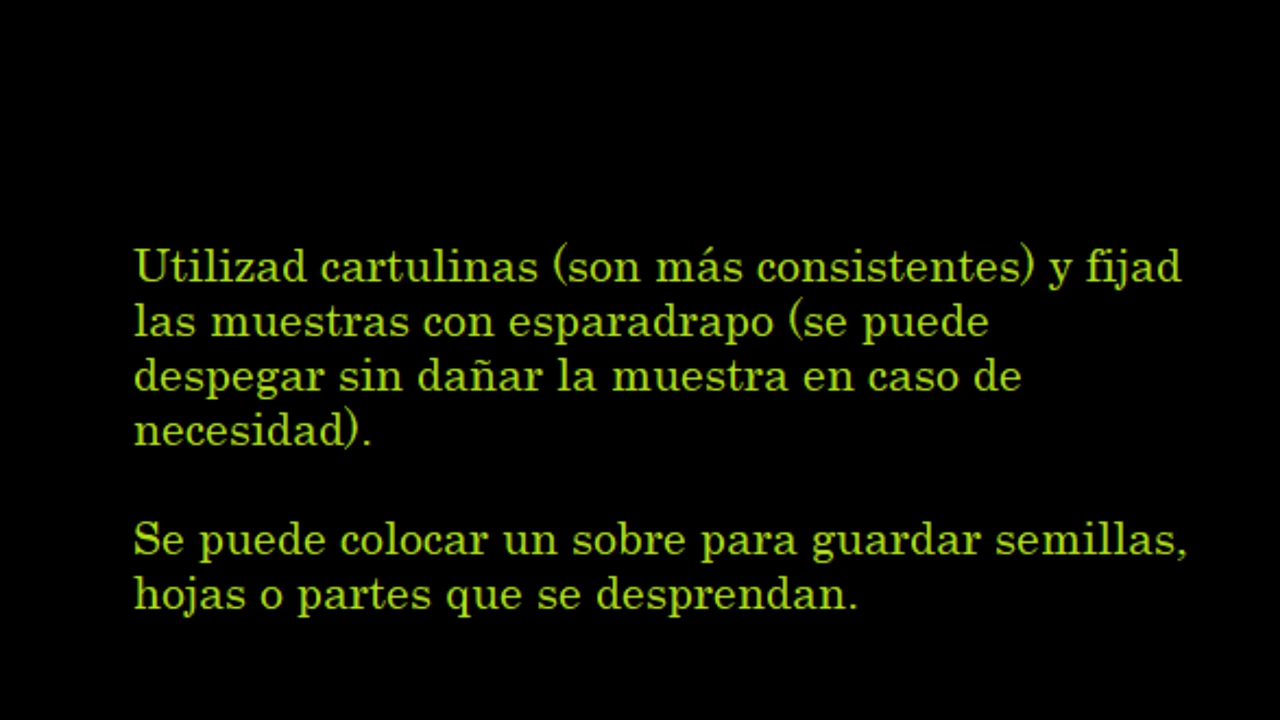 Utilizad cartulinas (son más consistentes) y fijad
las muestras con esparadrapo (se puede
despegar sin dañar la muestra en caso de
necesidad).
Se puede colocar un sobre para guardar semillas,
hojas o partes que se desprendan.